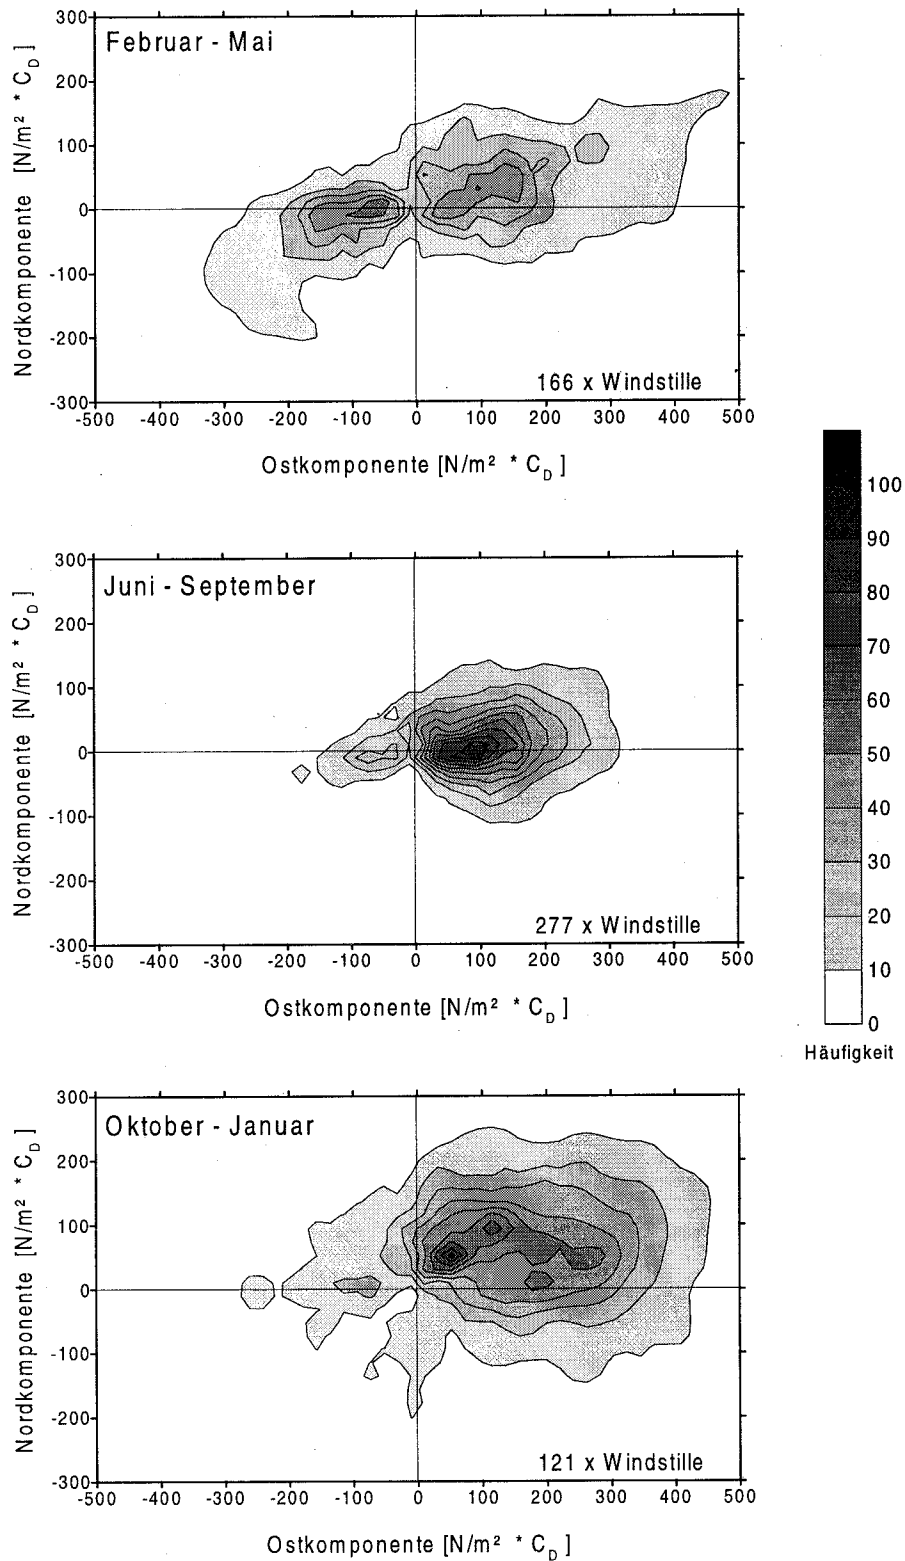 Februar - Mai
Nordkomponente [N/m² * C_D]
300
200
100
0
-100
-200
-300
166 x Windstille
-500 -400 -300 -200 -100 0 100 200 300 400 500
Ostkomponente [N/m² * C_D]
Juni - September
Nordkomponente [N/m² * C_D]
300
200
100
0
-100
-200
-300
277 x Windstille
-500 -400 -300 -200 -100 0 100 200 300 400 500
Ostkomponente [N/m² * C_D]
100
90
80
70
60
50
40
30
20
10
0
Häufigkeit
Oktober - Januar
Nordkomponente [N/m² * C_D]
300
200
100
0
-100
-200
-300
121 x Windstille
-500 -400 -300 -200 -100 0 100 200 300 400 500
Ostkomponente [N/m² * C_D]